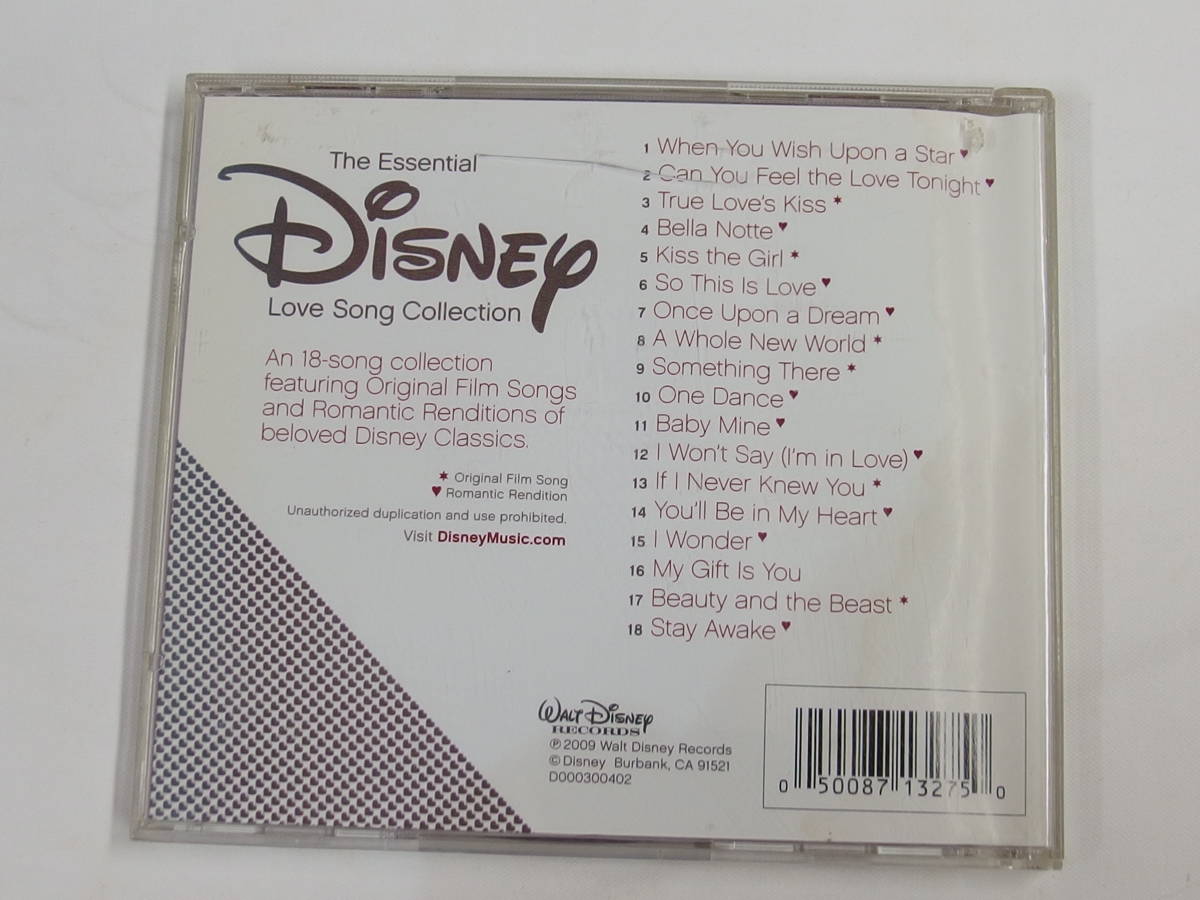 The Essential
Disney
Love Song Collection
An 18-song collection
featuring Original Film Songs
and Romantic Renditions of
beloved Disney Classics.
* Original Film Song
♥ Romantic Rendition
Unauthorized duplication and use prohibited.
Visit DisneyMusic.com
1 When You Wish Upon a Star ♥
2 Can You Feel the Love Tonight ♥
3 True Love's Kiss *
4 Bella Notte ♥
5 Kiss the Girl *
6 So This Is Love ♥
7 Once Upon a Dream ♥
8 A Whole New World *
9 Something There *
10 One Dance ♥
11 Baby Mine ♥
12 I Won't Say (I'm in Love) ♥
13 If I Never Knew You *
14 You'll Be in My Heart ♥
15 I Wonder ♥
16 My Gift Is You
17 Beauty and the Beast *
18 Stay Awake ♥
Walt Disney
RECORDS
℗ 2009 Walt Disney Records
© Disney Burbank, CA 91521
D000300402
0 50087 13275 0